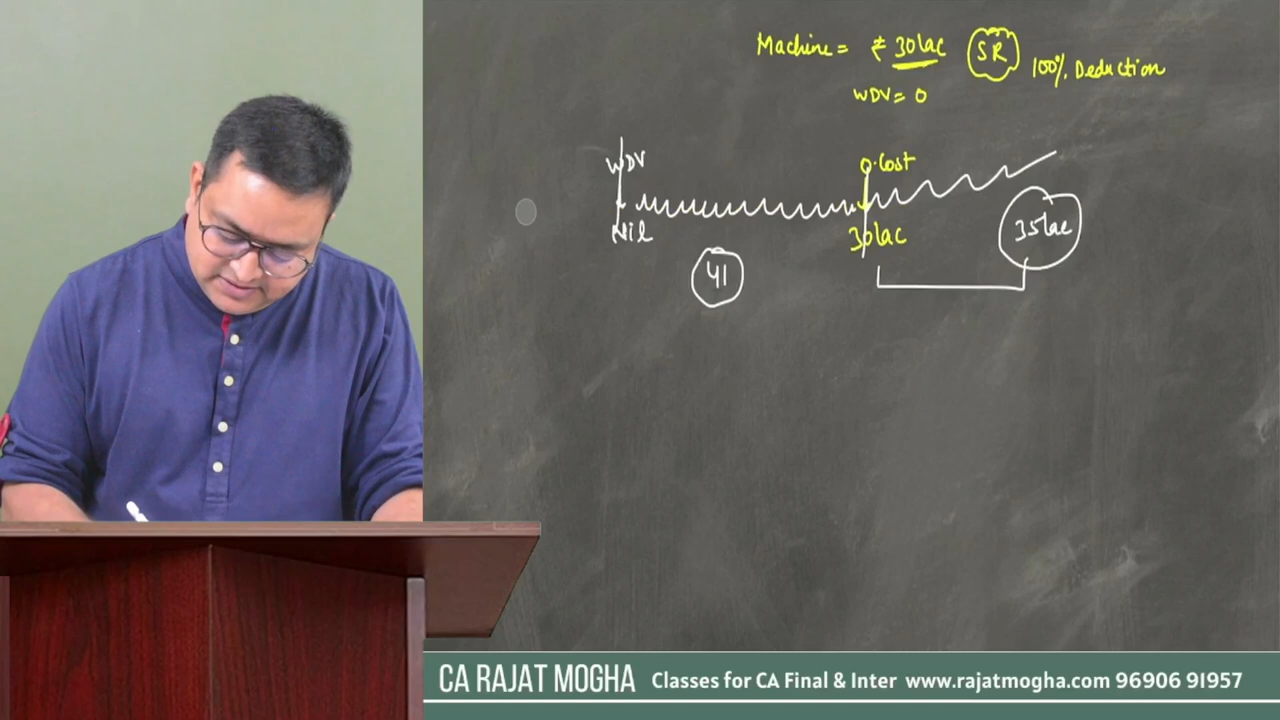 Machine = ₹ 30lac SR 100%. Deduction
WDV = 0
WDV O.Cost
Nil 30lac 35lac
41
CA RAJAT MOGHA Classes for CA Final & Inter www.rajatmogha.com 96906 91957